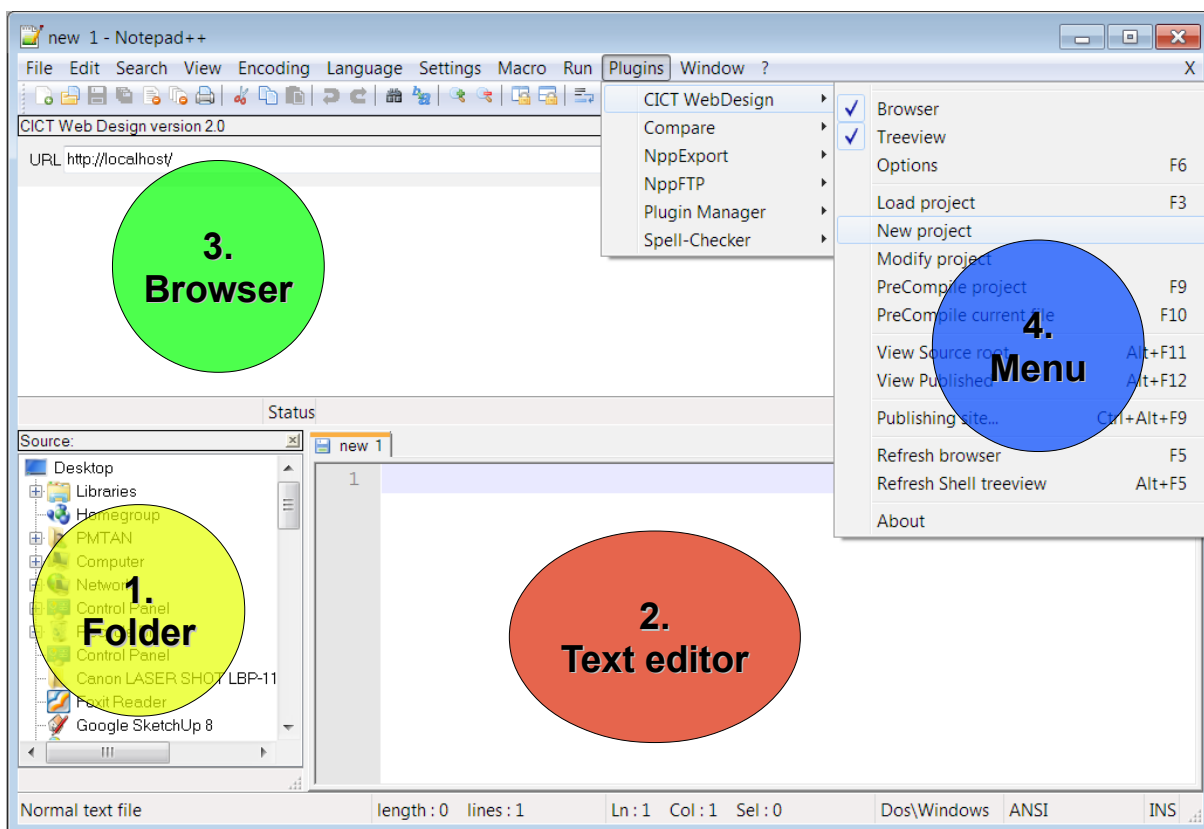 new 1 - Notepad++
File Edit Search View Encoding Language Settings Macro Run Plugins Window ? X
CICT Web Design version 2.0
URL http://localhost/
CICT WebDesign
Compare
NppExport
NppFTP
Plugin Manager
Spell-Checker
Browser
Treeview
Options F6
Load project F3
New project
Modify project
PreCompile project F9
PreCompile current file F10
View Source root Alt+F11
View Published Alt+F12
Publishing site... Ctrl+Alt+F9
Refresh browser F5
Refresh Shell treeview Alt+F5
About
3.
Browser
4.
Menu
Status
Source:
Desktop
Libraries
Homegroup
PMTAN
Computer
Network
Control Panel
Control Panel
Canon LASER SHOT LBP-11
Foxit Reader
Google SketchUp 8
1.
Folder
new 1
1
2.
Text editor
Normal text file length : 0 lines : 1 Ln : 1 Col : 1 Sel : 0 Dos\Windows ANSI INS